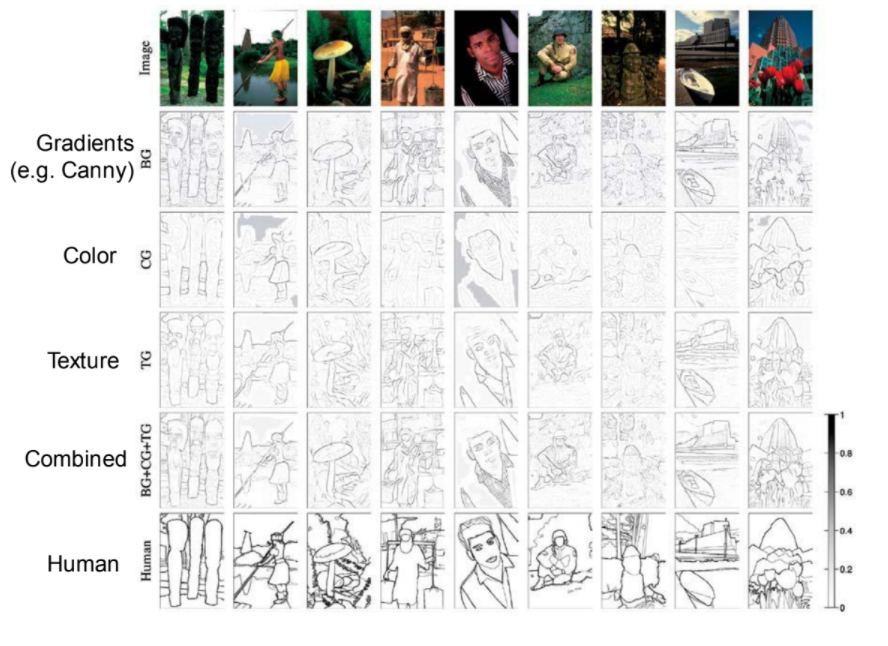 Image
Gradients
(e.g. Canny)
BG
Color
CG
Texture
TG
Combined
BG+CG+TG
Human
Human
1
0.8
0.6
0.4
0.2
0